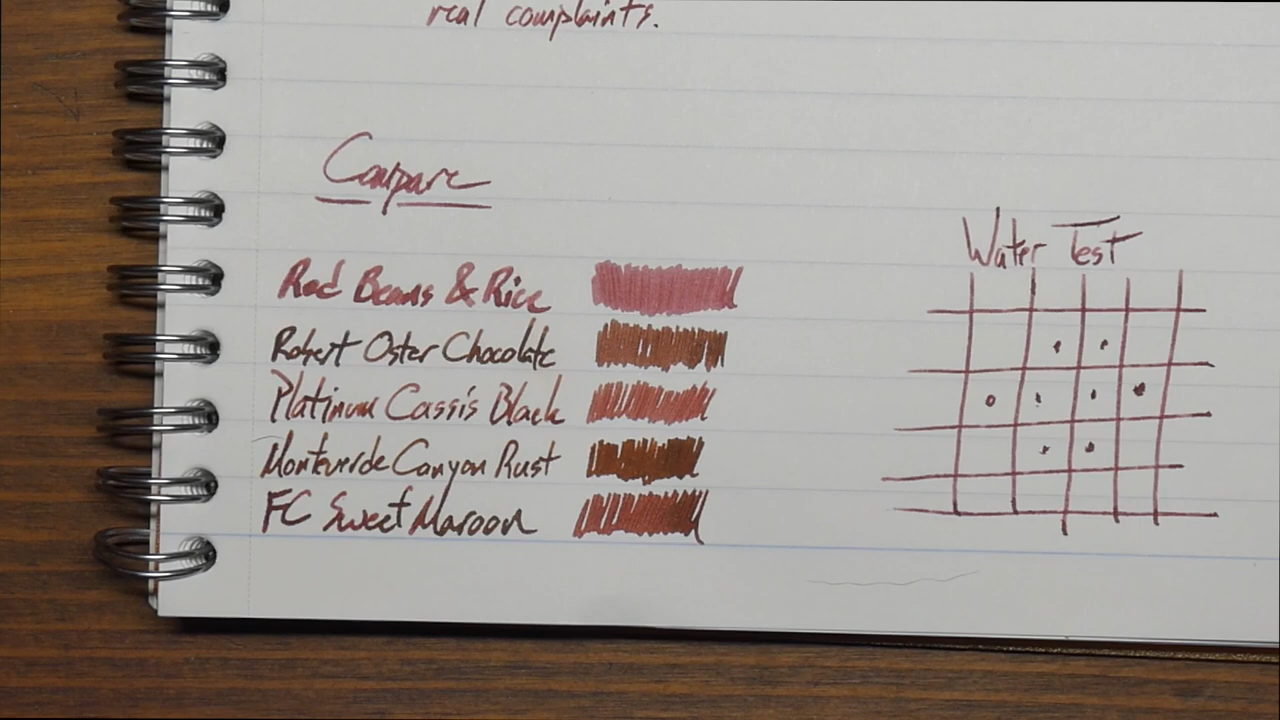 real complaints.
Compare
Red Beans & Rice
Robert Oster Chocolate
Platinum Cassis Black
Monteverde Canyon Rust
FC Sweet Maroon
Water Test